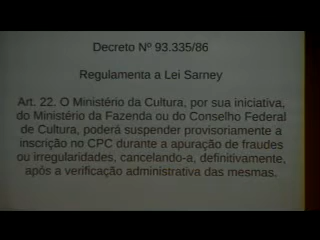 Decreto Nº 93.335/86
Regulamenta a Lei Sarney
Art. 22. O Ministério da Cultura, por sua iniciativa,
do Ministério da Fazenda ou do Conselho Federal
de Cultura, poderá suspender provisoriamente a
inscrição no CPC durante a apuração de fraudes
ou irregularidades, cancelando-a, definitivamente,
após a verificação administrativa das mesmas.